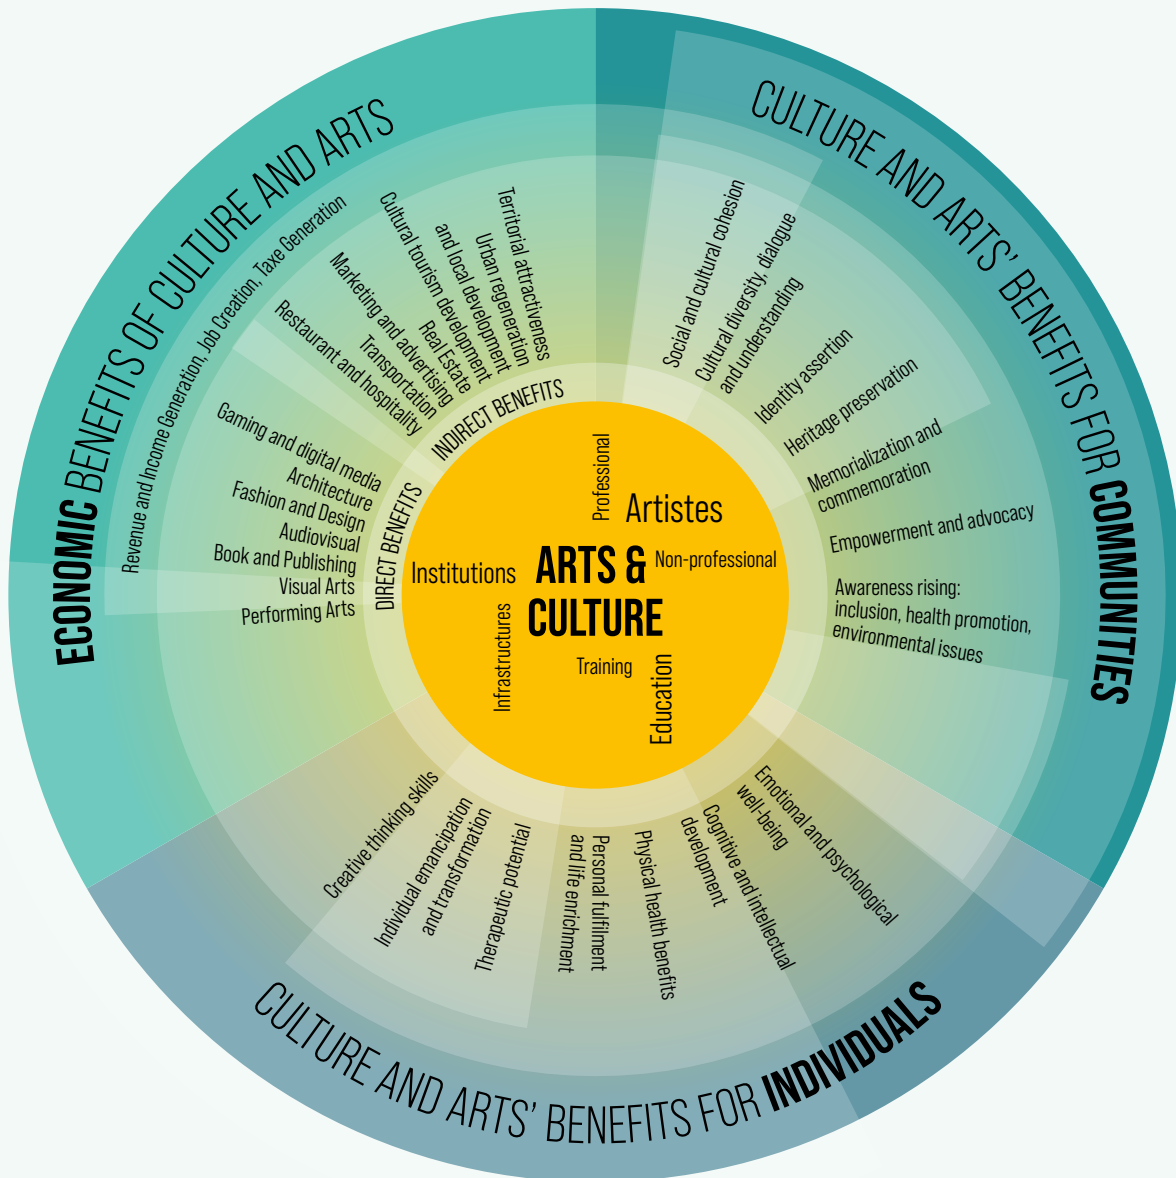 ECONOMIC BENEFITS OF CULTURE AND ARTS
Revenue and Income Generation, Job Creation, Taxe Generation
INDIRECT BENEFITS
Restaurant and hospitality
Transportation
Marketing and advertising
Real Estate
Cultural tourism development
and local development
Urban regeneration
Territorial attractiveness
DIRECT BENEFITS
Gaming and digital media
Architecture
Fashion and Design
Audiovisual
Book and Publishing
Visual Arts
Performing Arts
CULTURE AND ARTS’ BENEFITS FOR COMMUNITIES
Social and cultural cohesion
Cultural diversity, dialogue
and understanding
Identity assertion
Heritage preservation
Memorialization and
commemoration
Empowerment and advocacy
Awareness rising:
inclusion, health promotion,
environmental issues
Professional
Artistes
ARTS &
CULTURE
Non-professional
Institutions
Infrastructures
Training
Education
Creative thinking skills
Individual emancipation
and transformation
Therapeutic potential
Personal fulfilment
and life enrichment
Physical health benefits
Cognitive and intellectual
development
Emotional and psychological
well-being
CULTURE AND ARTS’ BENEFITS FOR INDIVIDUALS